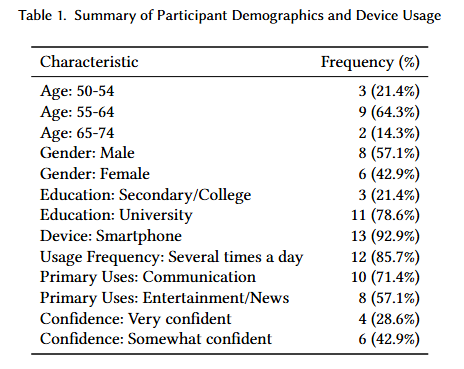 Table 1. Summary of Participant Demographics and Device Usage
Characteristic Frequency (%)
Age: 50-54 3 (21.4%)
Age: 55-64 9 (64.3%)
Age: 65-74 2 (14.3%)
Gender: Male 8 (57.1%)
Gender: Female 6 (42.9%)
Education: Secondary/College 3 (21.4%)
Education: University 11 (78.6%)
Device: Smartphone 13 (92.9%)
Usage Frequency: Several times a day 12 (85.7%)
Primary Uses: Communication 10 (71.4%)
Primary Uses: Entertainment/News 8 (57.1%)
Confidence: Very confident 4 (28.6%)
Confidence: Somewhat confident 6 (42.9%)